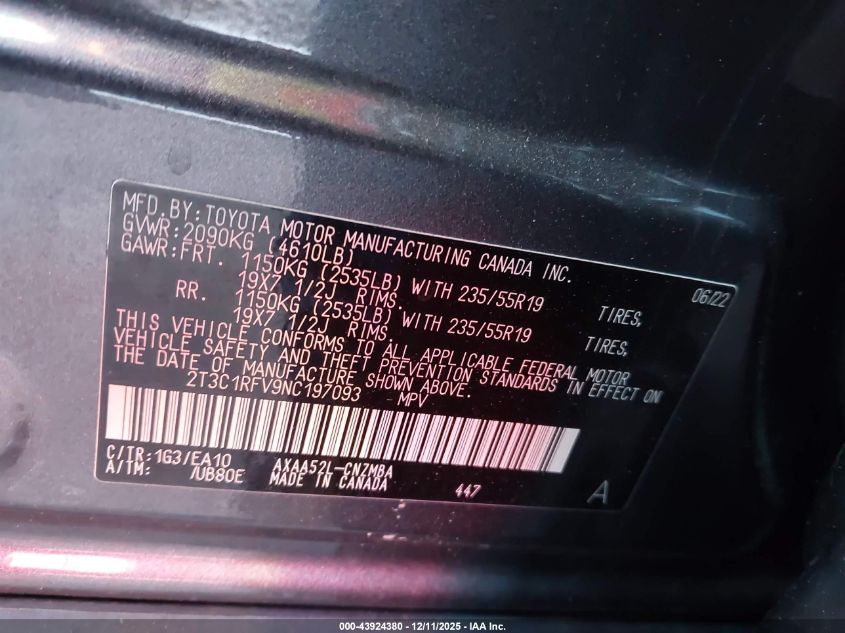 MFD.BY:TOYOTA MOTOR MANUFACTURING CANADA INC.
GVWR:2090KG (4610LB) 06/22
GAWR:FRT. 1150KG (2535LB) WITH 235/55R19 TIRES,
19X7 1/2J RIMS.
RR. 1150KG (2535LB) WITH 235/55R19 TIRES,
19X7 1/2J RIMS.
THIS VEHICLE CONFORMS TO ALL APPLICABLE FEDERAL MOTOR
VEHICLE SAFETY AND THEFT PREVENTION STANDARDS IN EFFECT ON
THE DATE OF MANUFACTURE SHOWN ABOVE.
2T3C1RFV9NC197093 MPV
C/TR:1G3/EA10 AXAA52L-CNZMBA
A/TM: /UB80E MADE IN CANADA 447 A
000-43924380 - 12/11/2025 - IAA Inc.